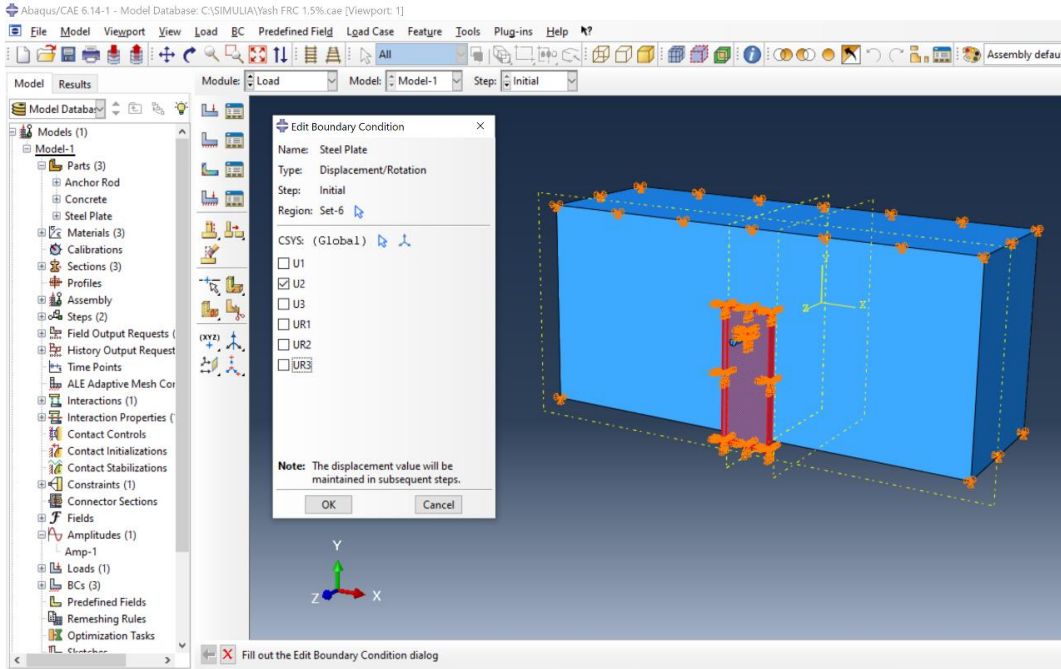 Abaqus/CAE 6.14-1 - Model Database: C:\SIMULIA\Yash FRC 1.5%.cae [Viewport: 1]
File Model Viewport View Load BC Predefined Field Load Case Feature Tools Plug-ins Help
All Assembly defau
Model Results Module: Load Model: Model-1 Step: Initial
Model Databas
Models (1)
Model-1
Parts (3)
Anchor Rod
Concrete
Steel Plate
Materials (3)
Calibrations
Sections (3)
Profiles
Assembly
Steps (2)
Field Output Requests (
History Output Request
Time Points
ALE Adaptive Mesh Con
Interactions (1)
Interaction Properties (
Contact Controls
Contact Initializations
Contact Stabilizations
Constraints (1)
Connector Sections
Fields
Amplitudes (1)
Amp-1
Loads (1)
BCs (3)
Predefined Fields
Remeshing Rules
Optimization Tasks
Sketches
(XYZ)
Edit Boundary Condition
Name: Steel Plate
Type: Displacement/Rotation
Step: Initial
Region: Set-6
CSYS: (Global)
U1
U2
U3
UR1
UR2
UR3
Note: The displacement value will be
maintained in subsequent steps.
OK Cancel
Y
Z X
Y
Z X
Fill out the Edit Boundary Condition dialog